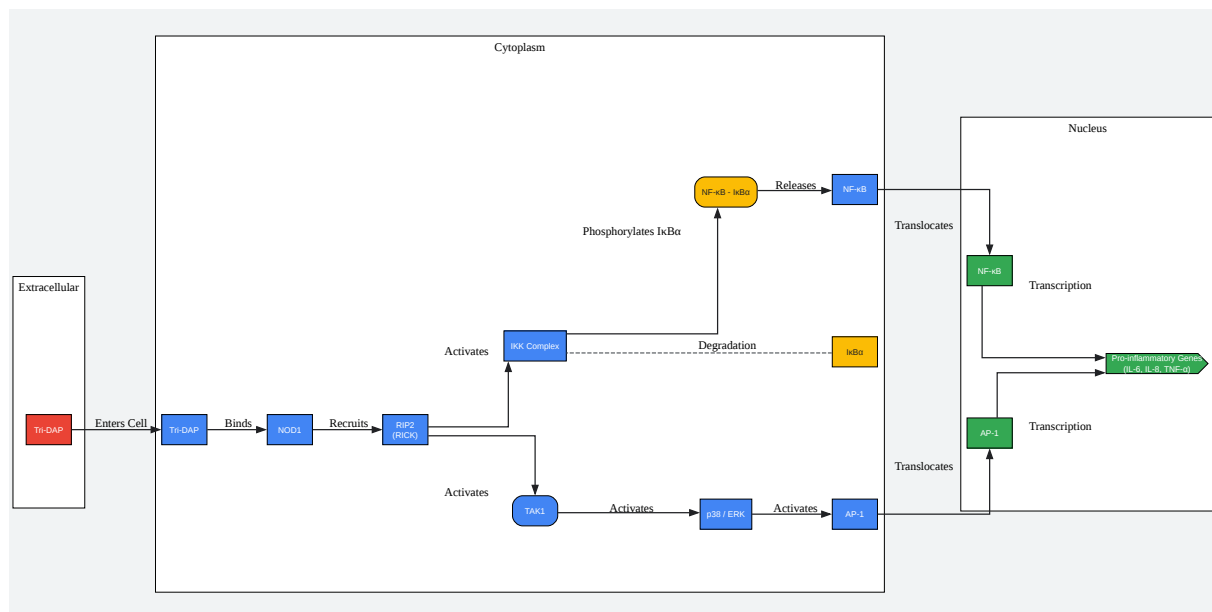 Cytoplasm
Nucleus
NF-κB - IκBα
Releases
NF-κB
Translocates
Phosphorylates IκBα
Extracellular
NF-κB
Transcription
Activates
IKK Complex
Degradation
IκBα
Pro-inflammatory Genes
(IL-6, IL-8, TNF-α)
Tri-DAP
Enters Cell
Tri-DAP
Binds
NOD1
Recruits
RIP2
(RICK)
AP-1
Transcription
Translocates
Activates
TAK1
Activates
p38 / ERK
Activates
AP-1